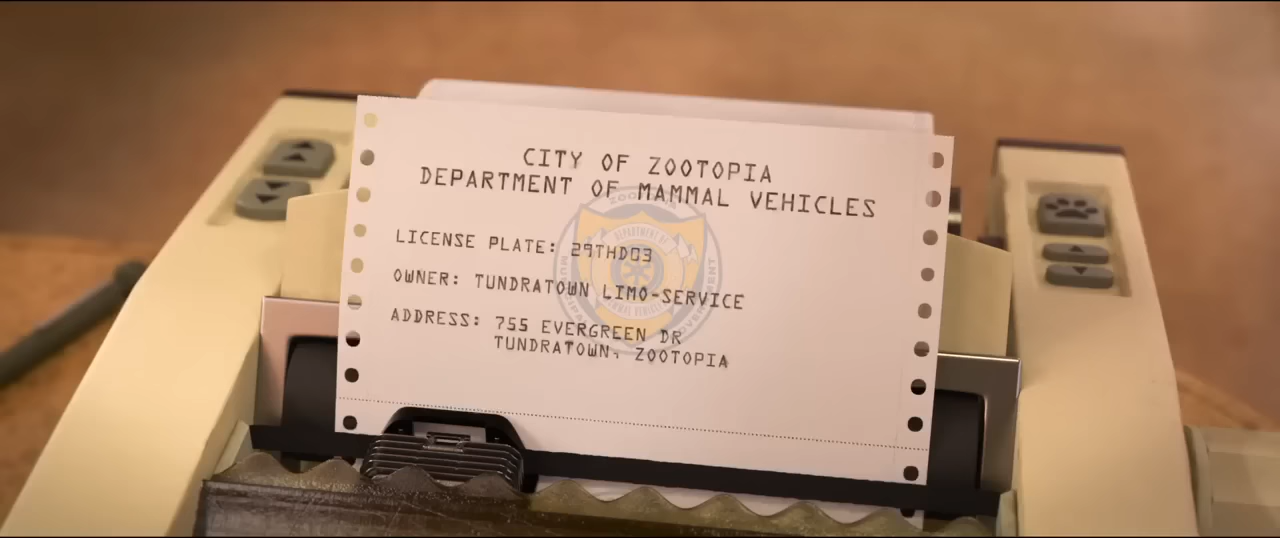 CITY OF ZOOTOPIA
DEPARTMENT OF MAMMAL VEHICLES
LICENSE PLATE: 29THD03
OWNER: TUNDRATOWN LIMO-SERVICE
ADDRESS: 755 EVERGREEN DR
TUNDRATOWN, ZOOTOPIA